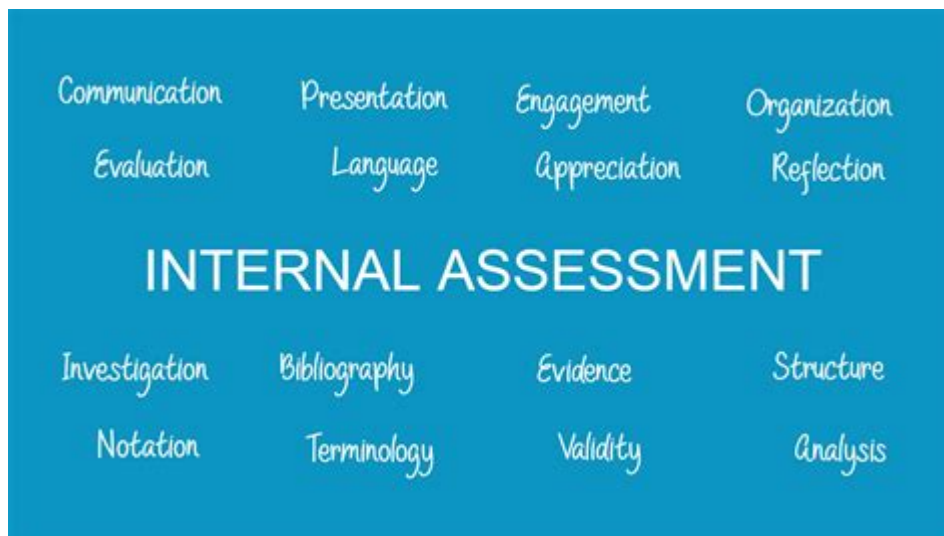 Communication Presentation Engagement Organization
Evaluation Language Appreciation Reflection
INTERNAL ASSESSMENT
Investigation Bibliography Evidence Structure
Notation Terminology Validity Analysis